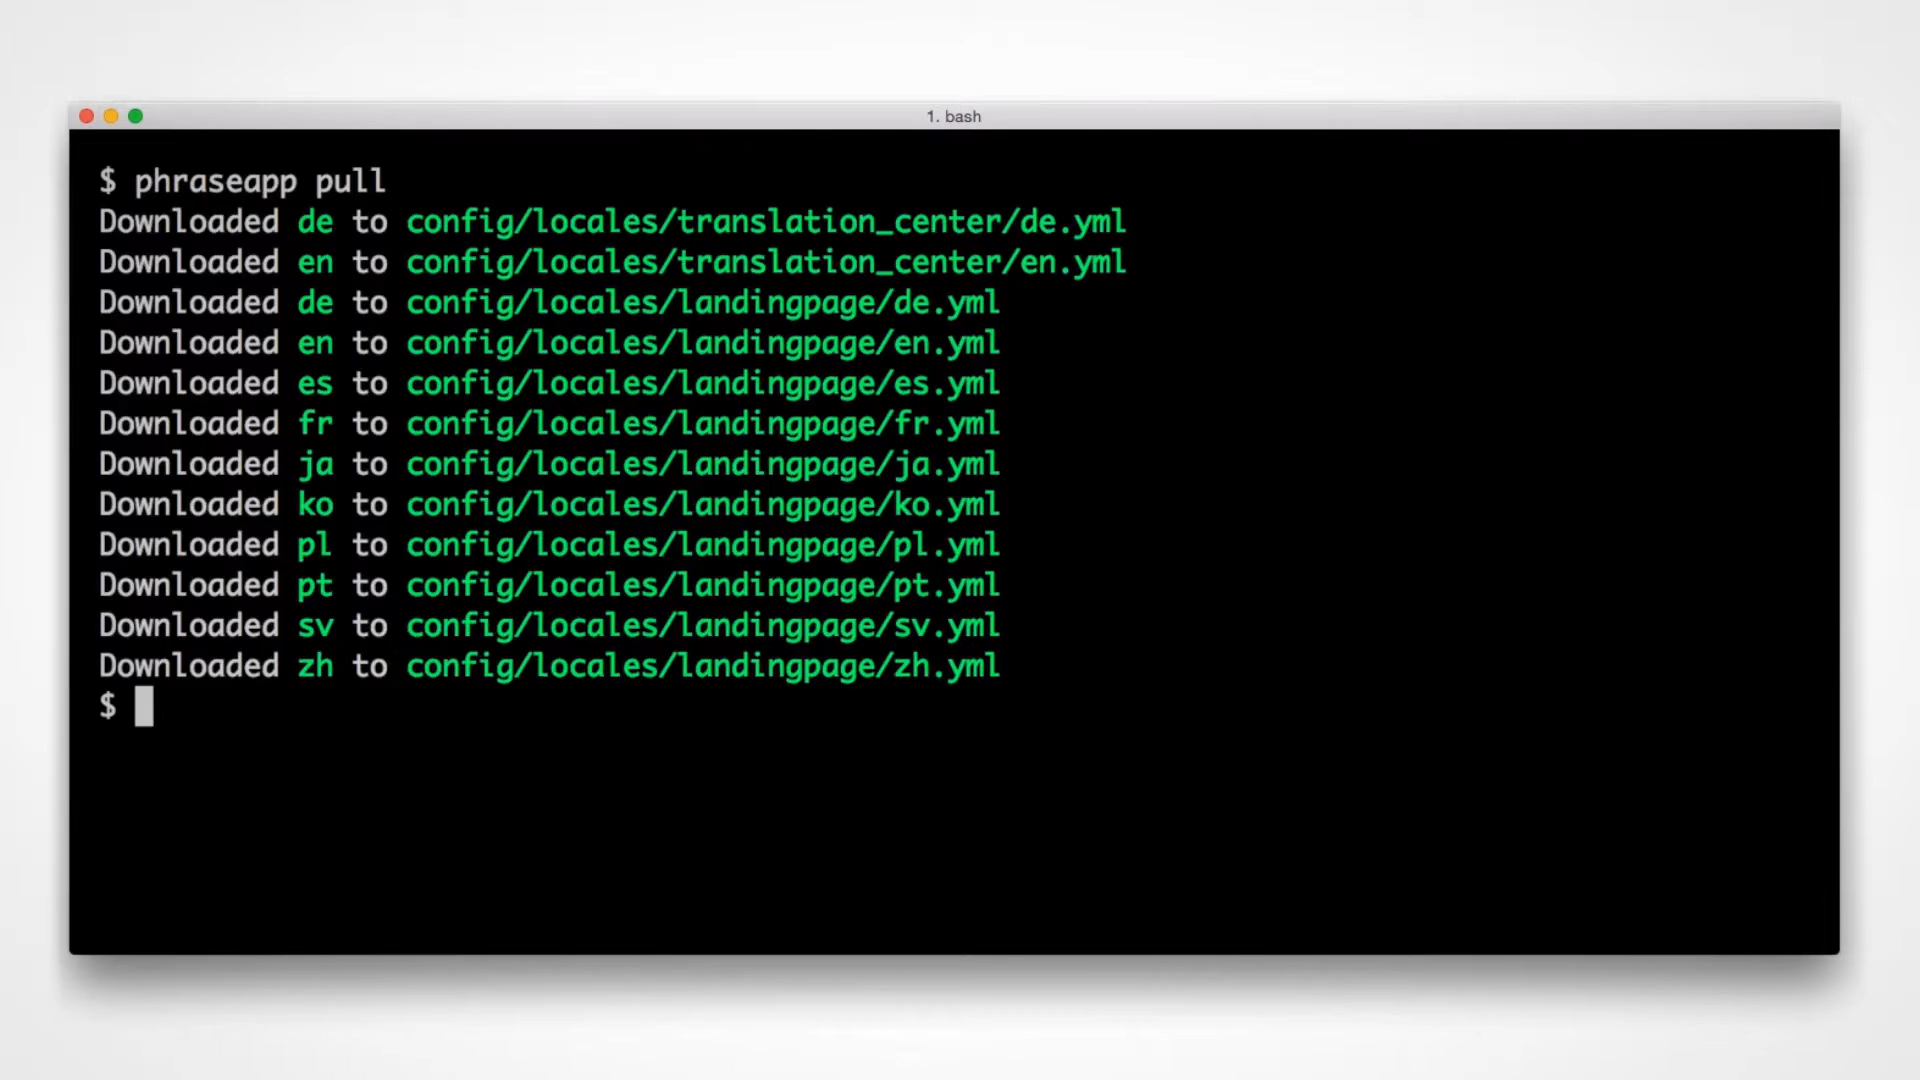 1. bash
$ phraseapp pull
Downloaded de to config/locales/translation_center/de.yml
Downloaded en to config/locales/translation_center/en.yml
Downloaded de to config/locales/landingpage/de.yml
Downloaded en to config/locales/landingpage/en.yml
Downloaded es to config/locales/landingpage/es.yml
Downloaded fr to config/locales/landingpage/fr.yml
Downloaded ja to config/locales/landingpage/ja.yml
Downloaded ko to config/locales/landingpage/ko.yml
Downloaded pl to config/locales/landingpage/pl.yml
Downloaded pt to config/locales/landingpage/pt.yml
Downloaded sv to config/locales/landingpage/sv.yml
Downloaded zh to config/locales/landingpage/zh.yml
$